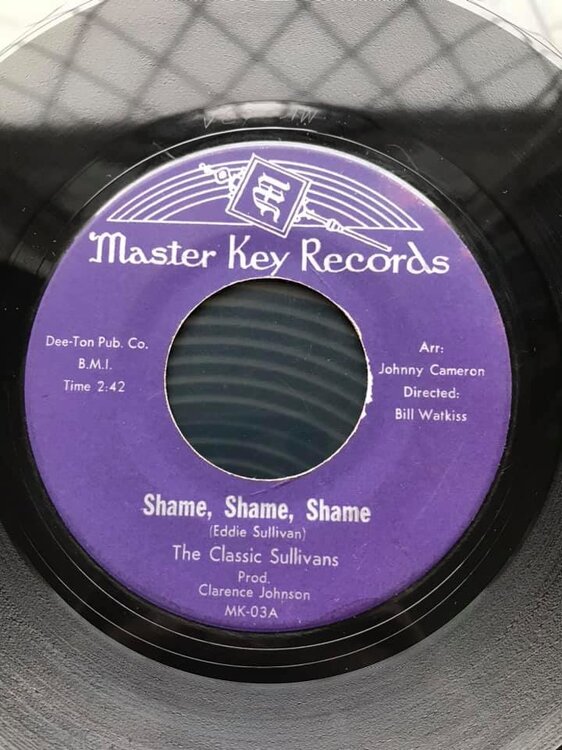 Master Key Records
Dee-Ton Pub. Co.
B.M.I.
Time 2:42
Arr:
Johnny Cameron
Directed:
Bill Watkiss
Shame, Shame, Shame
(Eddie Sullivan)
The Classic Sullivans
Prod.
Clarence Johnson
MK-03A